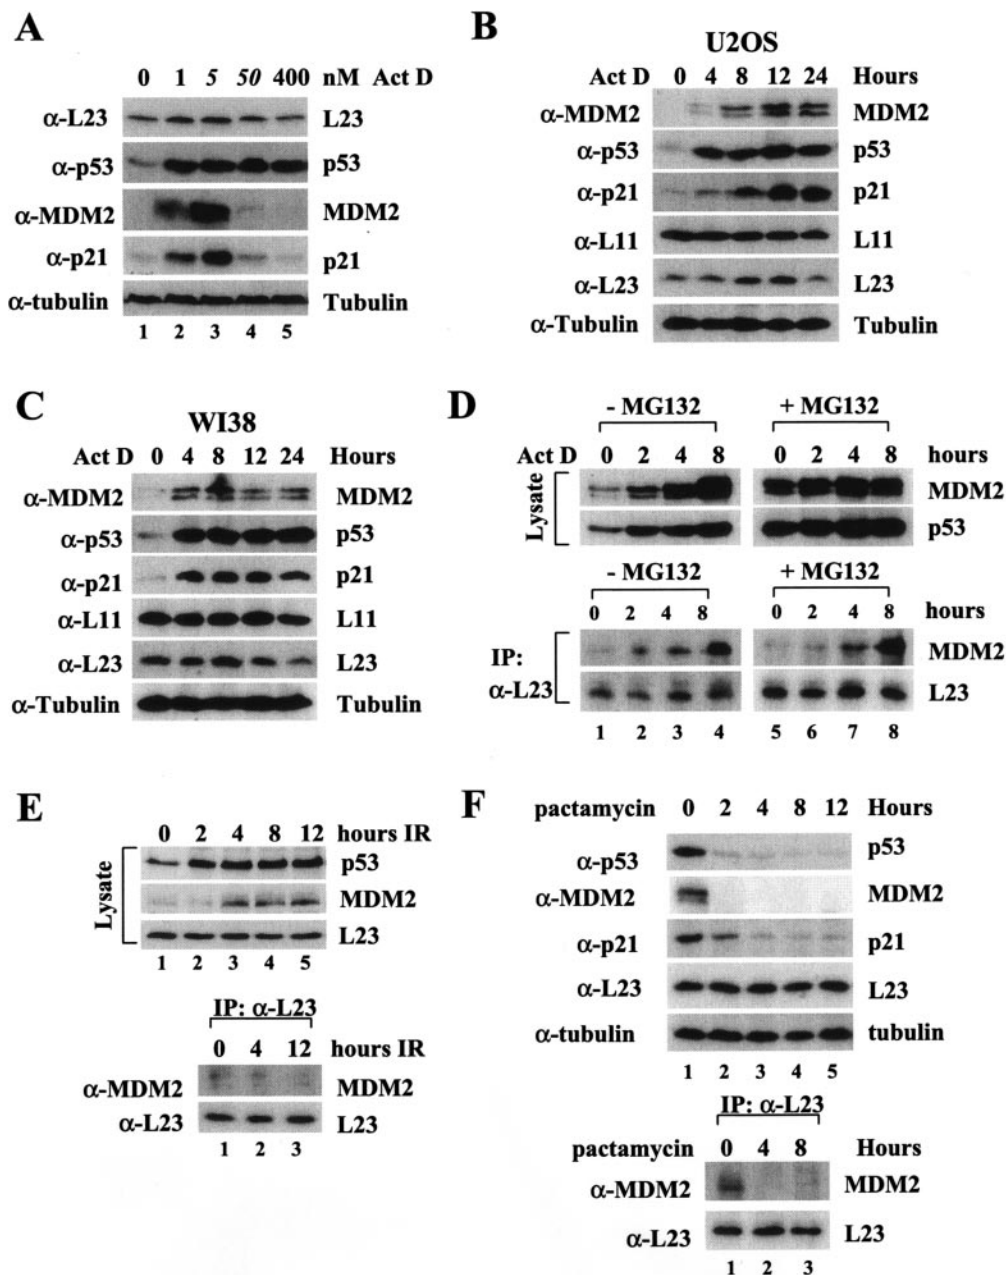 A
0 1 5 50 400 nM Act D
α-L23 L23
α-p53 p53
α-MDM2 MDM2
α-p21 p21
α-tubulin Tubulin
1 2 3 4 5
B
U2OS
Act D 0 4 8 12 24 Hours
α-MDM2 MDM2
α-p53 p53
α-p21 p21
α-L11 L11
α-L23 L23
α-Tubulin Tubulin
C
WI38
Act D 0 4 8 12 24 Hours
α-MDM2 MDM2
α-p53 p53
α-p21 p21
α-L11 L11
α-L23 L23
α-Tubulin Tubulin
D
- MG132 + MG132
Act D 0 2 4 8 0 2 4 8 hours
Lysate
MDM2
p53
- MG132 + MG132
0 2 4 8 0 2 4 8 hours
IP:
α-L23
MDM2
L23
1 2 3 4 5 6 7 8
E
0 2 4 8 12 hours IR
Lysate
p53
MDM2
L23
1 2 3 4 5
IP: α-L23
0 4 12 hours IR
α-MDM2 MDM2
α-L23 L23
1 2 3
F
pactamycin 0 2 4 8 12 Hours
α-p53 p53
α-MDM2 MDM2
α-p21 p21
α-L23 L23
α-tubulin tubulin
1 2 3 4 5
IP: α-L23
pactamycin 0 4 8 Hours
α-MDM2 MDM2
α-L23 L23
1 2 3